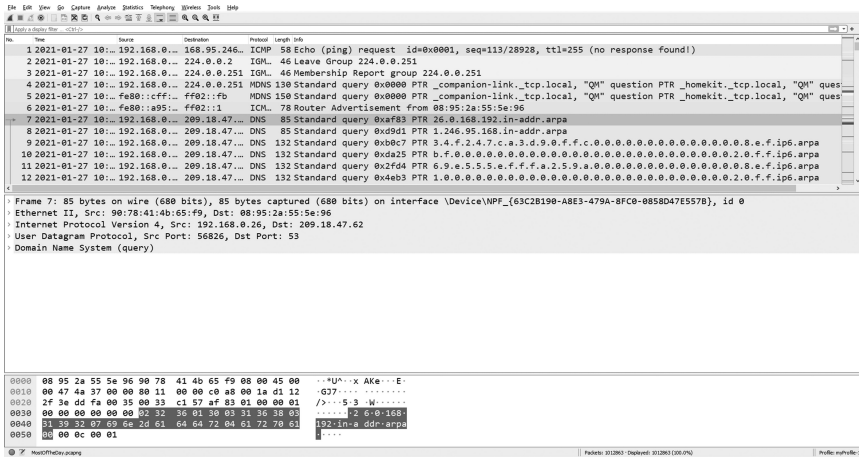 File Edit View Go Capture Analyze Statistics Telephony Wireless Tools Help
Apply a display filter ... <Ctrl-/>
No. Time Source Destination Protocol Length Info
1 2021-01-27 10:… 192.168.0.… 168.95.246… ICMP 58 Echo (ping) request id=0x0001, seq=113/28928, ttl=255 (no response found!)
2 2021-01-27 10:… 192.168.0.… 224.0.0.2 IGM… 46 Leave Group 224.0.0.251
3 2021-01-27 10:… 192.168.0.… 224.0.0.251 IGM… 46 Membership Report group 224.0.0.251
4 2021-01-27 10:… 192.168.0.… 224.0.0.251 MDNS 130 Standard query 0x0000 PTR _companion-link._tcp.local, "QM" question PTR _homekit._tcp.local, "QM" ques
5 2021-01-27 10:… fe80::cff:… ff02::fb MDNS 150 Standard query 0x0000 PTR _companion-link._tcp.local, "QM" question PTR _homekit._tcp.local, "QM" ques
6 2021-01-27 10:… fe80::a95:… ff02::1 ICM… 78 Router Advertisement from 08:95:2a:55:5e:96
7 2021-01-27 10:… 192.168.0.… 209.18.47.… DNS 85 Standard query 0xaf83 PTR 26.0.168.192.in-addr.arpa
8 2021-01-27 10:… 192.168.0.… 209.18.47.… DNS 85 Standard query 0xd9d1 PTR 1.246.95.168.in-addr.arpa
9 2021-01-27 10:… 192.168.0.… 209.18.47.… DNS 132 Standard query 0xb0c7 PTR 3.4.f.2.4.7.c.a.3.d.9.0.f.f.c.0.0.0.0.0.0.0.0.0.0.0.0.0.0.8.e.f.ip6.arpa
10 2021-01-27 10:… 192.168.0.… 209.18.47.… DNS 132 Standard query 0xda25 PTR b.f.0.0.0.0.0.0.0.0.0.0.0.0.0.0.0.0.0.0.0.0.0.0.0.0.0.0.2.0.f.f.ip6.arpa
11 2021-01-27 10:… 192.168.0.… 209.18.47.… DNS 132 Standard query 0x2fd4 PTR 6.9.e.5.5.5.e.f.f.f.a.2.5.9.a.0.0.0.0.0.0.0.0.0.0.0.0.0.0.8.e.f.ip6.arpa
12 2021-01-27 10:… 192.168.0.… 209.18.47.… DNS 132 Standard query 0x4eb3 PTR 1.0.0.0.0.0.0.0.0.0.0.0.0.0.0.0.0.0.0.0.0.0.0.0.0.0.0.0.2.0.f.f.ip6.arpa
Frame 7: 85 bytes on wire (680 bits), 85 bytes captured (680 bits) on interface \Device\NPF_{63C2B190-A8E3-479A-8FC0-0858D47E557B}, id 0
Ethernet II, Src: 90:78:41:4b:65:f9, Dst: 08:95:2a:55:5e:96
Internet Protocol Version 4, Src: 192.168.0.26, Dst: 209.18.47.62
User Datagram Protocol, Src Port: 56826, Dst Port: 53
Domain Name System (query)
0000 08 95 2a 55 5e 96 90 78 41 4b 65 f9 08 00 45 00 ··*U^··x AKe···E·
0010 00 47 4a 37 00 00 80 11 00 00 c0 a8 00 1a d1 12 ·GJ7···· ········
0020 2f 3e dd fa 00 35 00 33 c1 57 af 83 01 00 00 01 />···5·3 ·W······
0030 00 00 00 00 00 00 02 32 36 01 30 03 31 36 38 03 ·······2 6·0·168·
0040 31 39 32 07 69 6e 2d 61 64 64 72 04 61 72 70 61 192·in-a ddr·arpa
0050 00 00 0c 00 01 ·····
MostOfTheDay.pcapng Packets: 1012863 · Displayed: 1012863 (100.0%) Profile: myProfile-